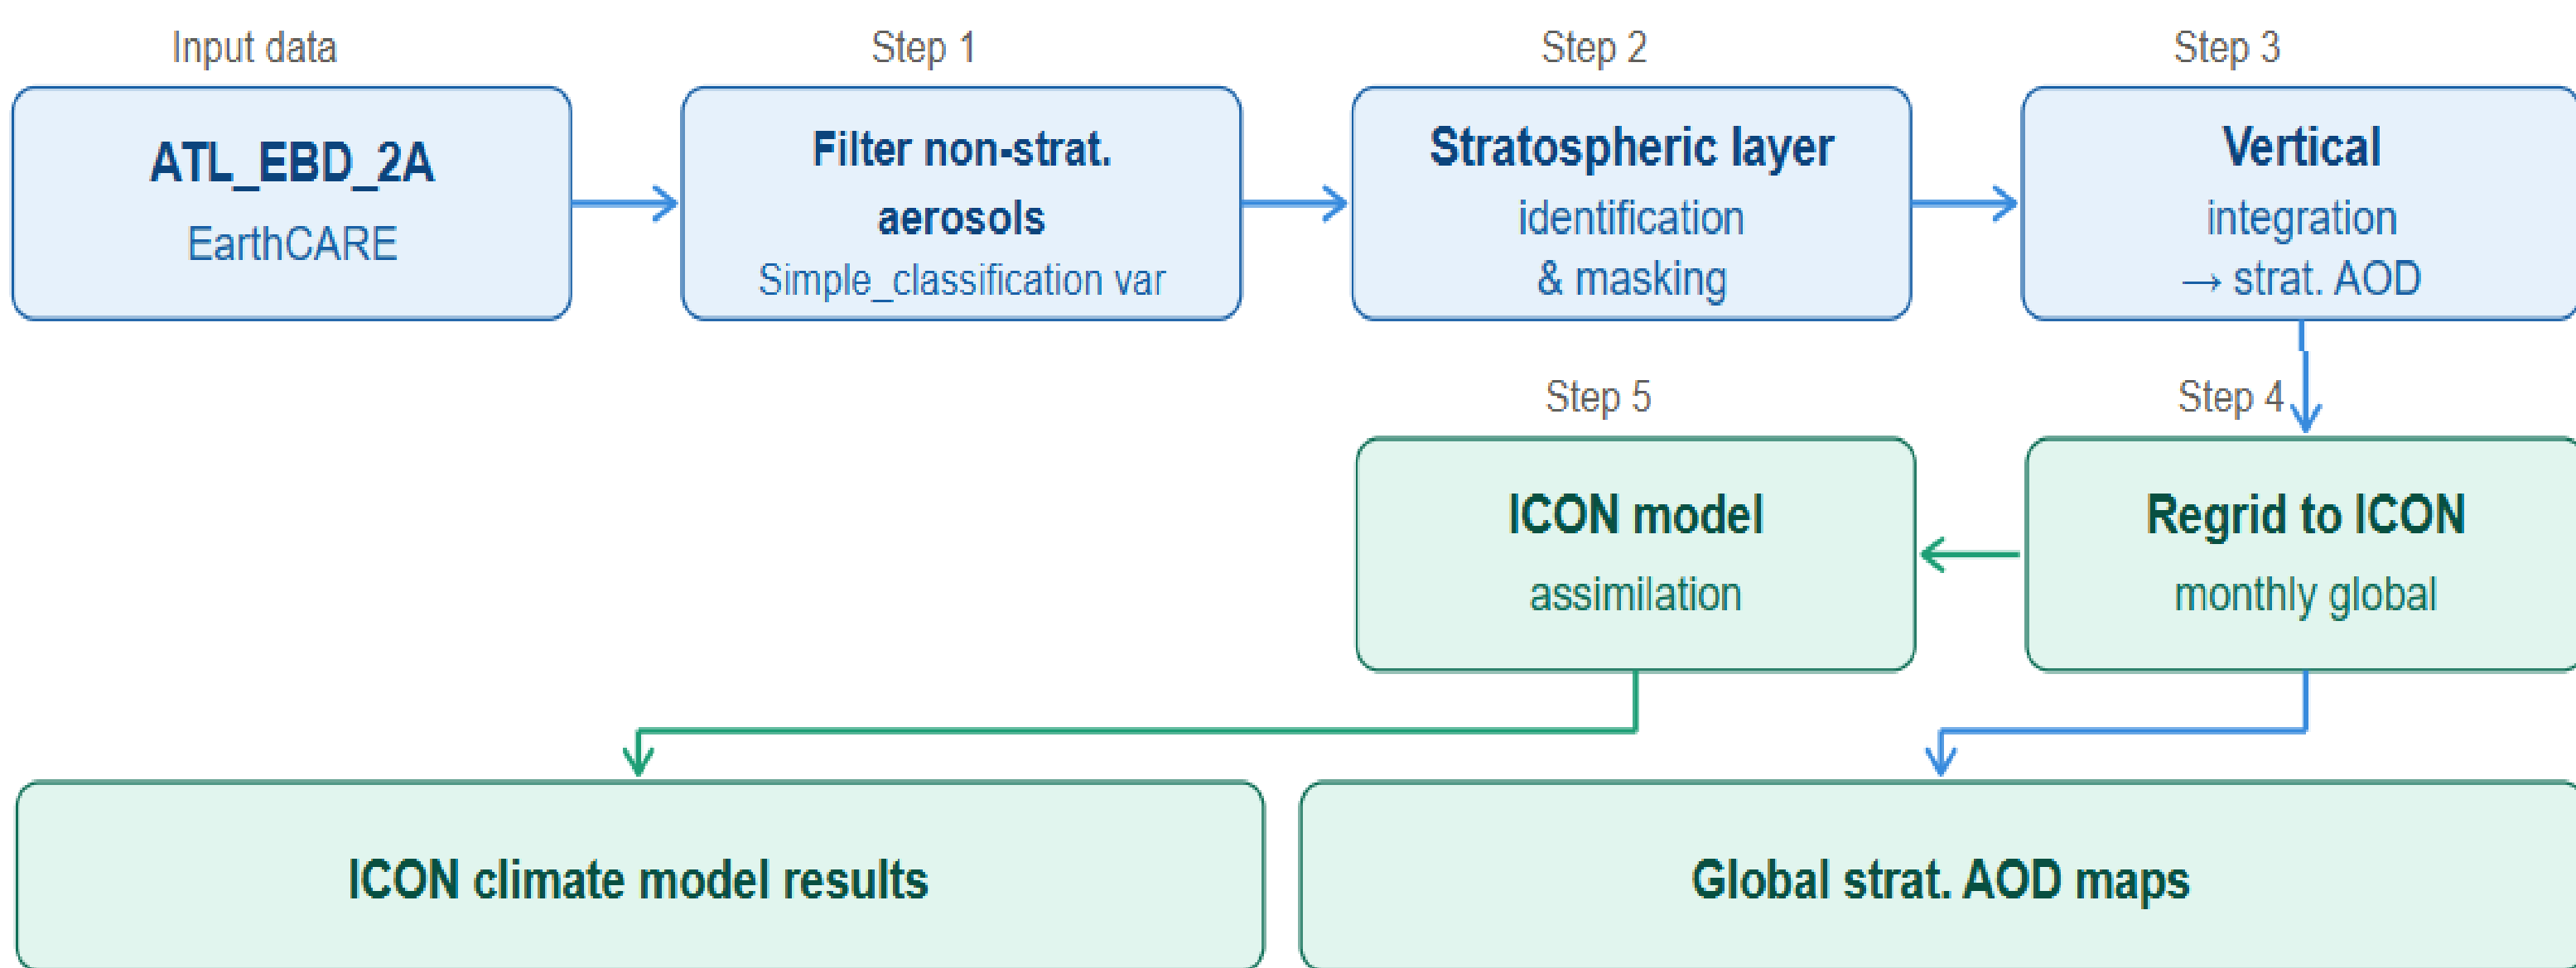 Input data
ATL_EBD_2A
EarthCARE
Step 1
Filter non-strat.
aerosols
Simple_classification var
Step 2
Stratospheric layer
identification
& masking
Step 3
Vertical
integration
→ strat. AOD
Step 4
Regrid to ICON
monthly global
Step 5
ICON model
assimilation
ICON climate model results
Global strat. AOD maps